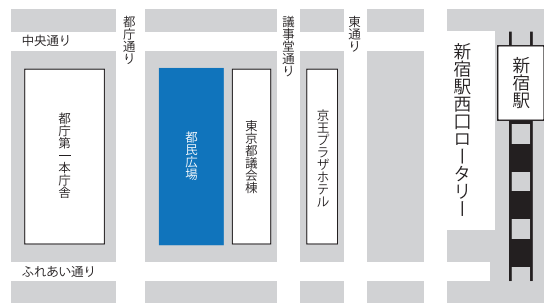 中央通り
都庁通り
議事堂通り
東通り
都庁第一本庁舎
都民広場
東京都議会棟
京王プラザホテル
新宿駅西口ロータリー
新宿駅
ふれあい通り